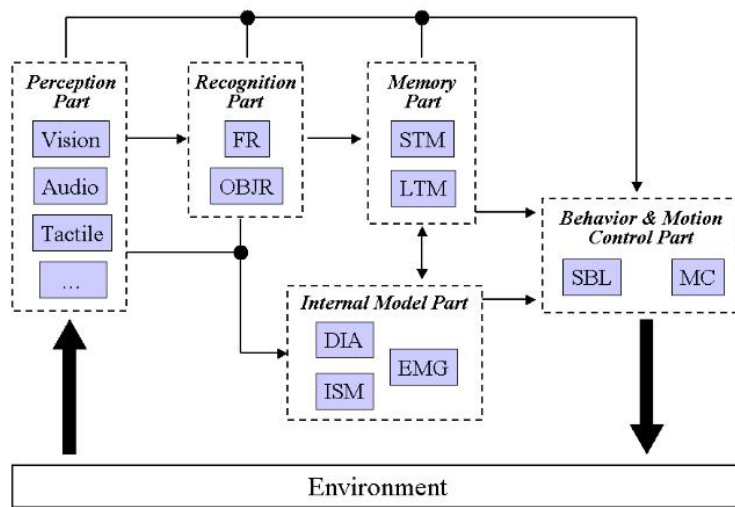 Perception
Part
Vision
Audio
Tactile
...
Recognition
Part
FR
OBJR
Memory
Part
STM
LTM
Behavior & Motion
Control Part
SBL
MC
Internal Model Part
DIA
EMG
ISM
Environment